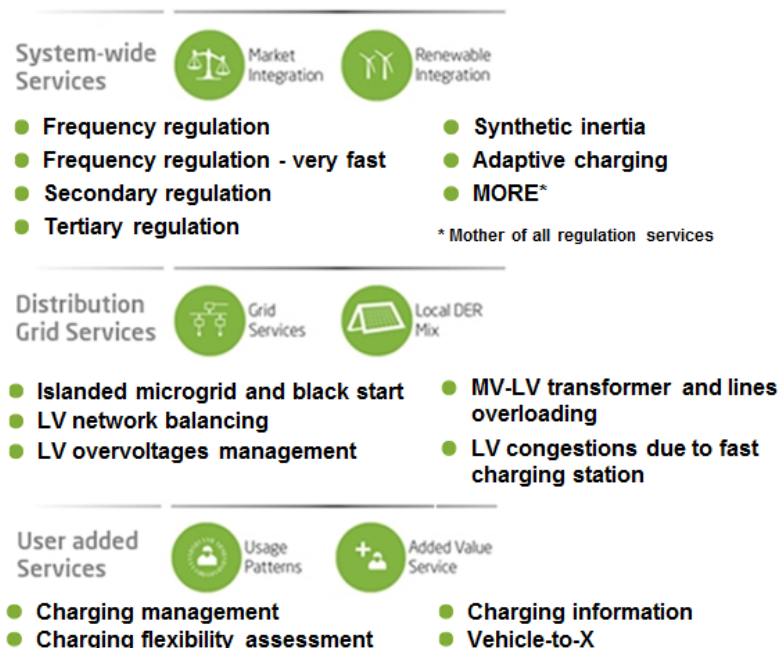 System-wide
Services
Market
Integration
Renewable
Integration
Frequency regulation
Frequency regulation - very fast
Secondary regulation
Tertiary regulation
Synthetic inertia
Adaptive charging
MORE*
* Mother of all regulation services
Distribution
Grid Services
Grid
Services
Local DER
Mix
Islanded microgrid and black start
LV network balancing
LV overvoltages management
MV-LV transformer and lines
overloading
LV congestions due to fast
charging station
User added
Services
Usage
Patterns
Added Value
Service
Charging management
Charging flexibility assessment
Charging information
Vehicle-to-X